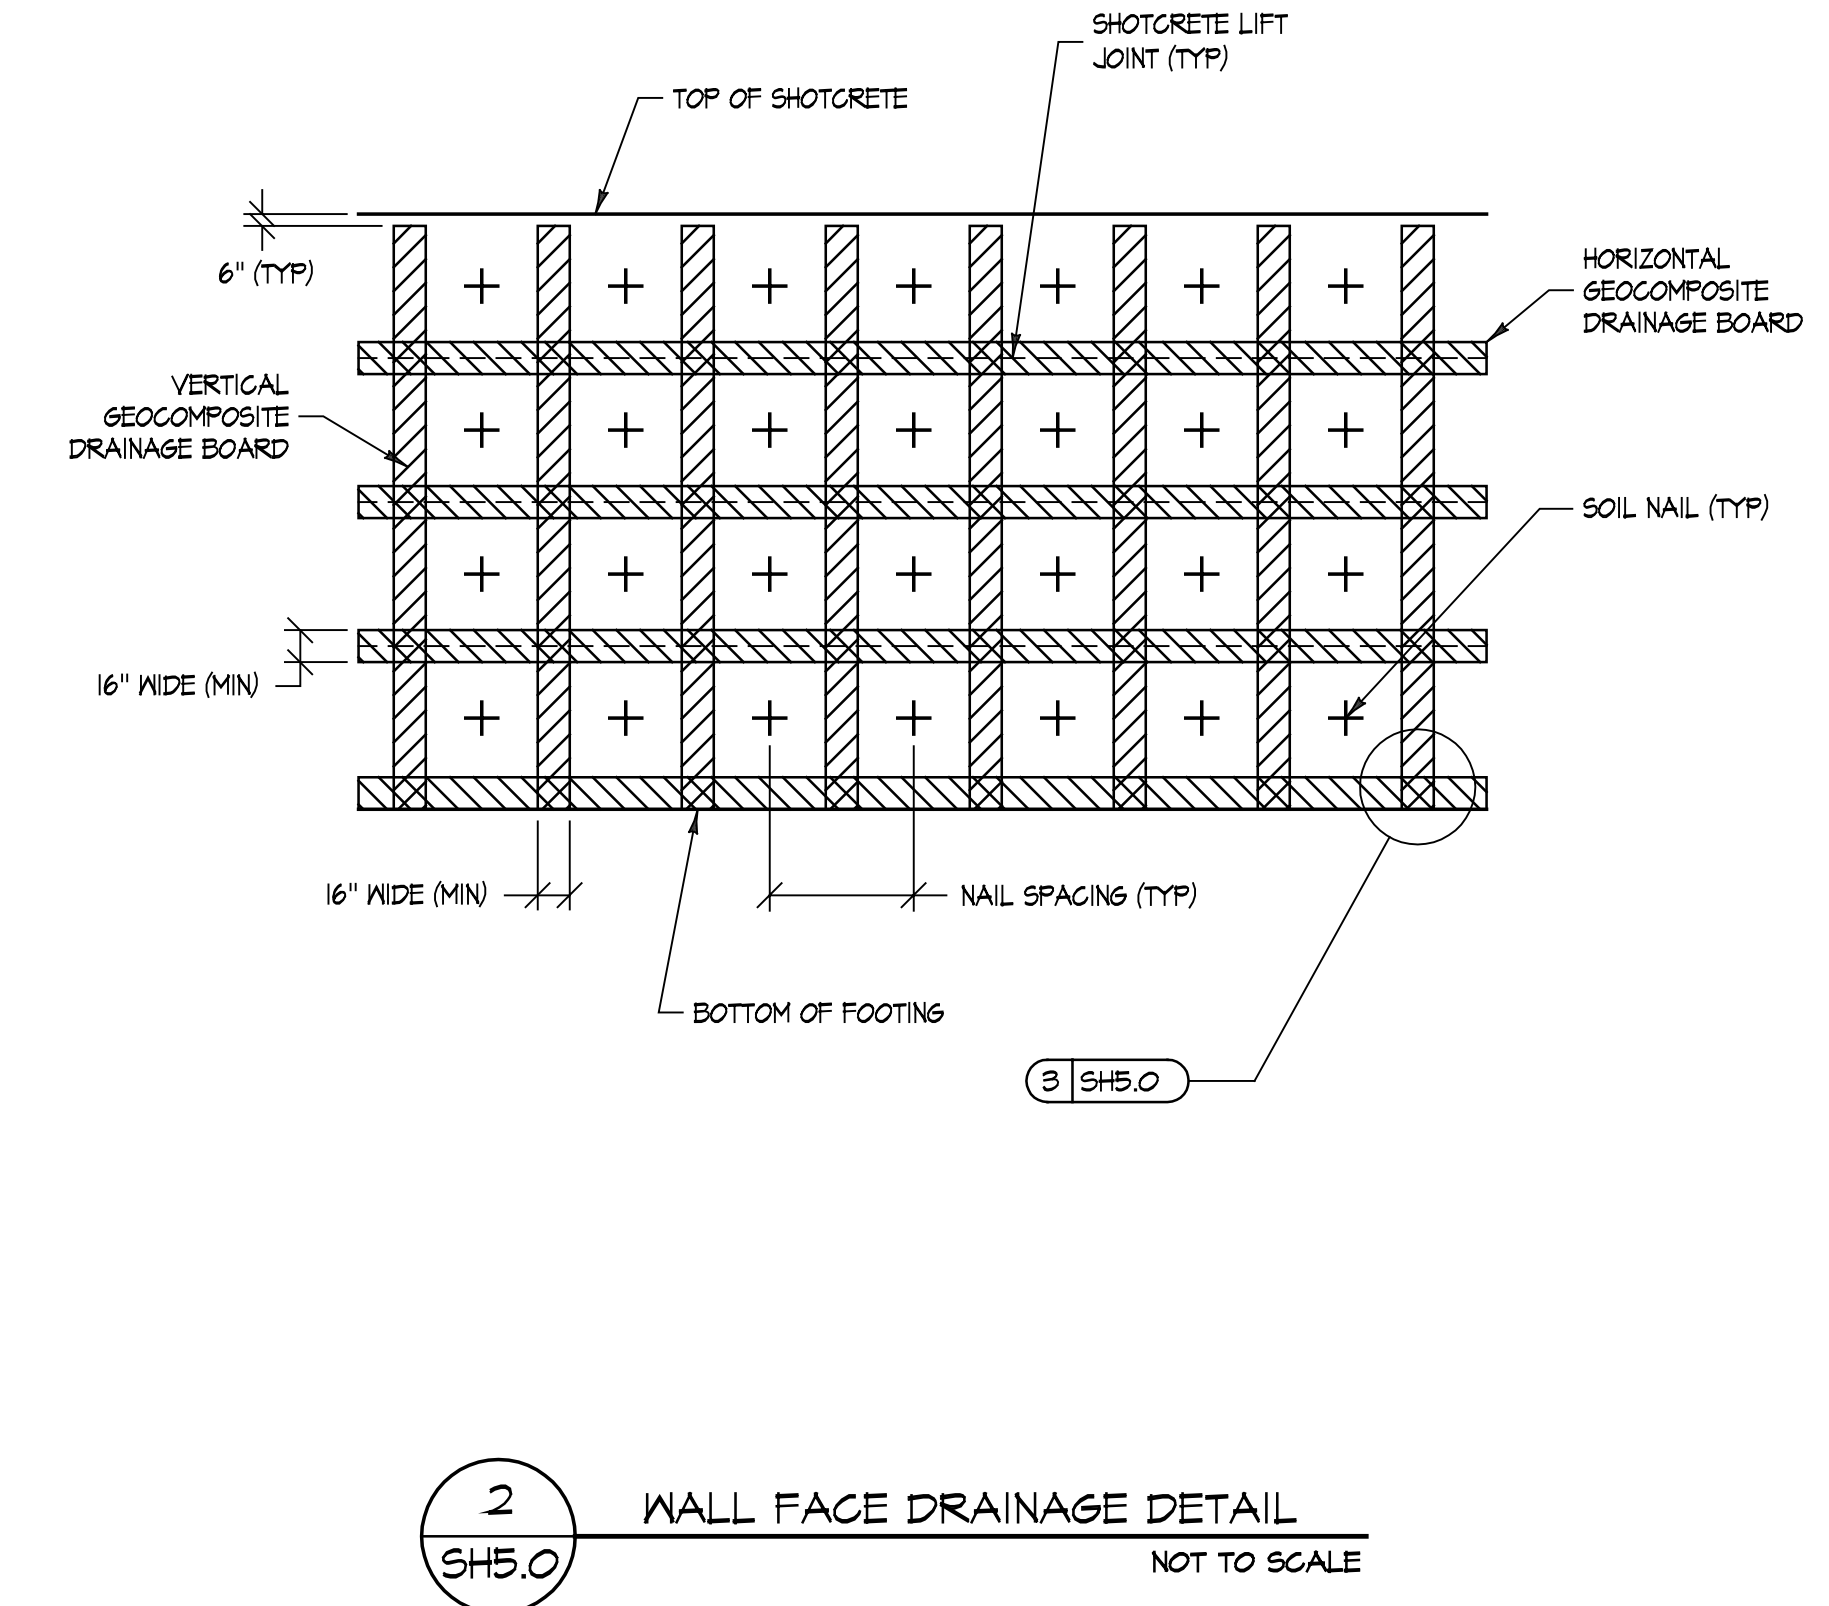 SHOTCRETE LIFT
JOINT (TYP)
TOP OF SHOTCRETE
6" (TYP)
HORIZONTAL
GEOCOMPOSITE
DRAINAGE BOARD
VERTICAL
GEOCOMPOSITE
DRAINAGE BOARD
SOIL NAIL (TYP)
16" WIDE (MIN)
16" WIDE (MIN)
NAIL SPACING (TYP)
BOTTOM OF FOOTING
3 SH5.0
2
WALL FACE DRAINAGE DETAIL
SH5.0
NOT TO SCALE